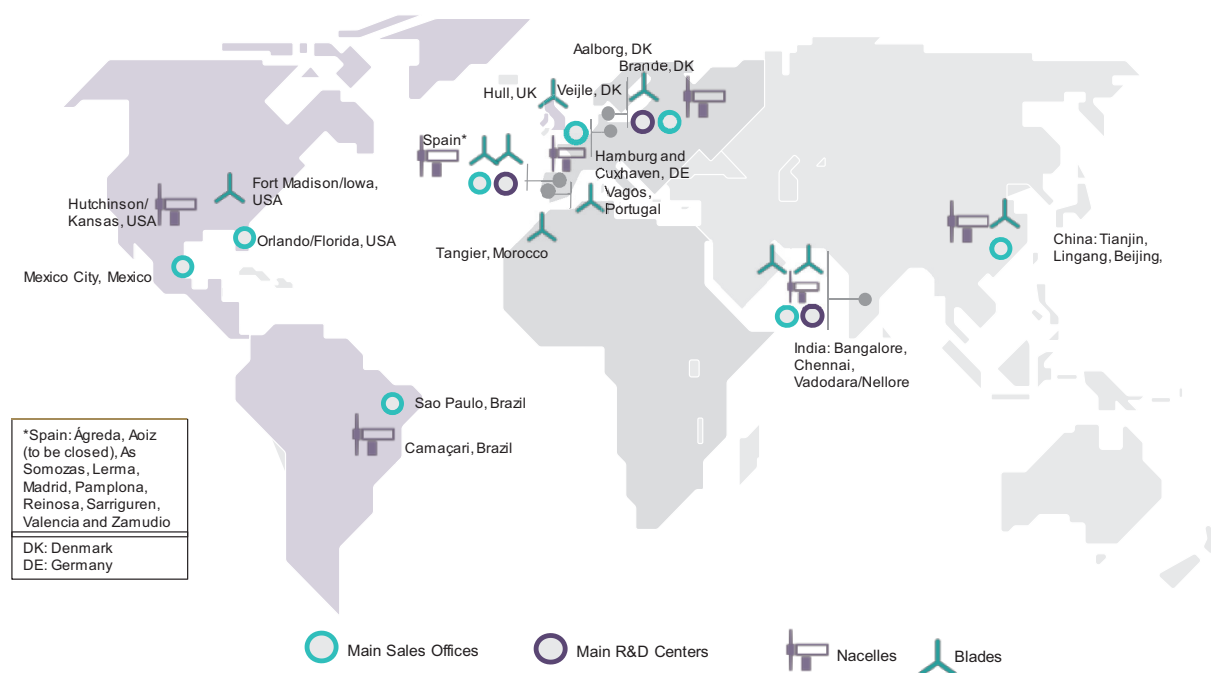 Aalborg, DK
Brande, DK
Hull, UK
Veijle, DK
Spain*
Hamburg and
Cuxhaven, DE
Vagos,
Portugal
Tangier, Morocco
Fort Madison/Iowa,
USA
Hutchinson/
Kansas, USA
Orlando/Florida, USA
Mexico City, Mexico
China: Tianjin,
Lingang, Beijing,
India: Bangalore,
Chennai,
Vadodara/Nellore
Sao Paulo, Brazil
Camaçari, Brazil
*Spain: Ágreda, Aoiz
(to be closed), As
Somozas, Lerma,
Madrid, Pamplona,
Reinosa, Sarriguren,
Valencia and Zamudio
DK: Denmark
DE: Germany
Main Sales Offices
Main R&D Centers
Nacelles
Blades